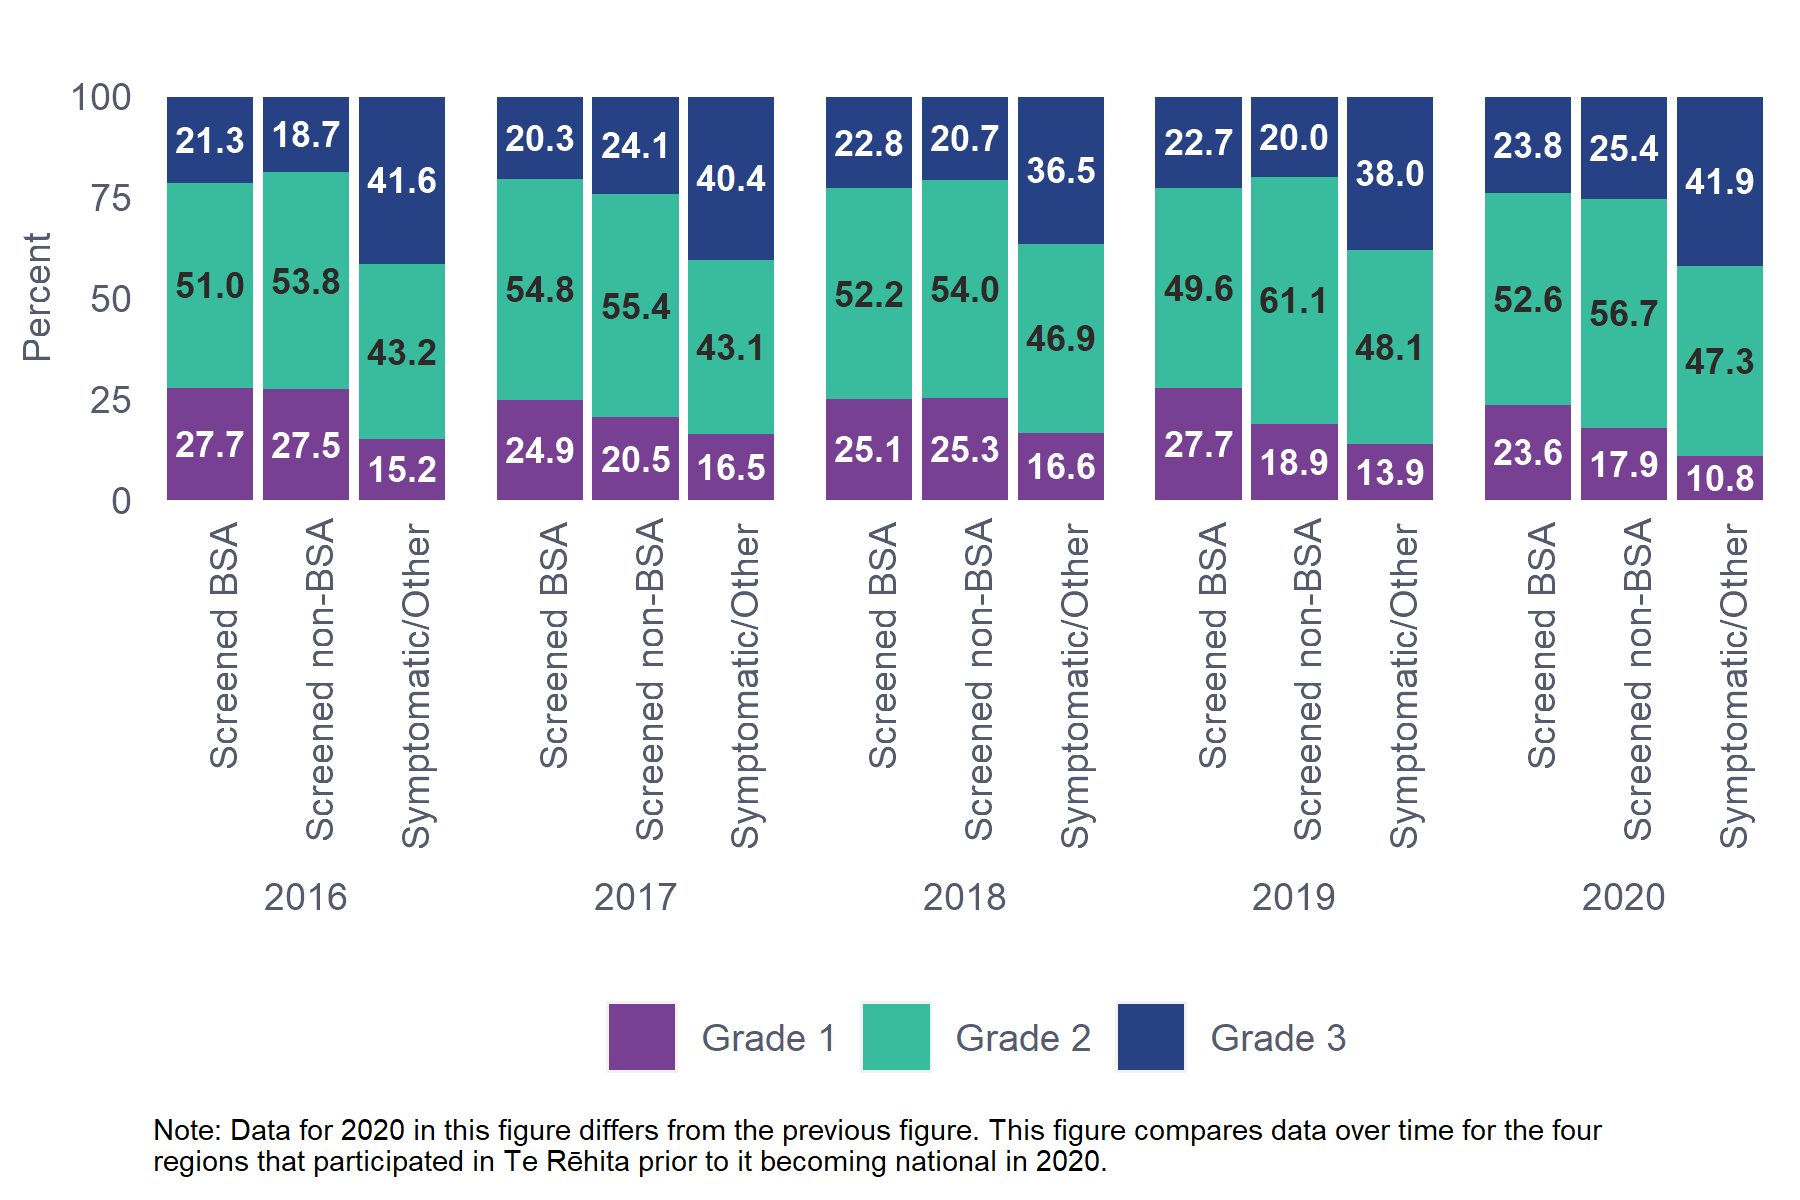 100
75
50
25
0
Percent
21.3 18.7 41.6 20.3 24.1 40.4 22.8 20.7 36.5 22.7 20.0 38.0 23.8 25.4 41.9
51.0 53.8 43.2 54.8 55.4 43.1 52.2 54.0 46.9 49.6 61.1 48.1 52.6 56.7 47.3
27.7 27.5 15.2 24.9 20.5 16.5 25.1 25.3 16.6 27.7 18.9 13.9 23.6 17.9 10.8
Screened BSA
Screened non-BSA
Symptomatic/Other
Screened BSA
Screened non-BSA
Symptomatic/Other
Screened BSA
Screened non-BSA
Symptomatic/Other
Screened BSA
Screened non-BSA
Symptomatic/Other
Screened BSA
Screened non-BSA
Symptomatic/Other
2016 2017 2018 2019 2020
Grade 1 Grade 2 Grade 3
Note: Data for 2020 in this figure differs from the previous figure. This figure compares data over time for the four
regions that participated in Te Rēhita prior to it becoming national in 2020.